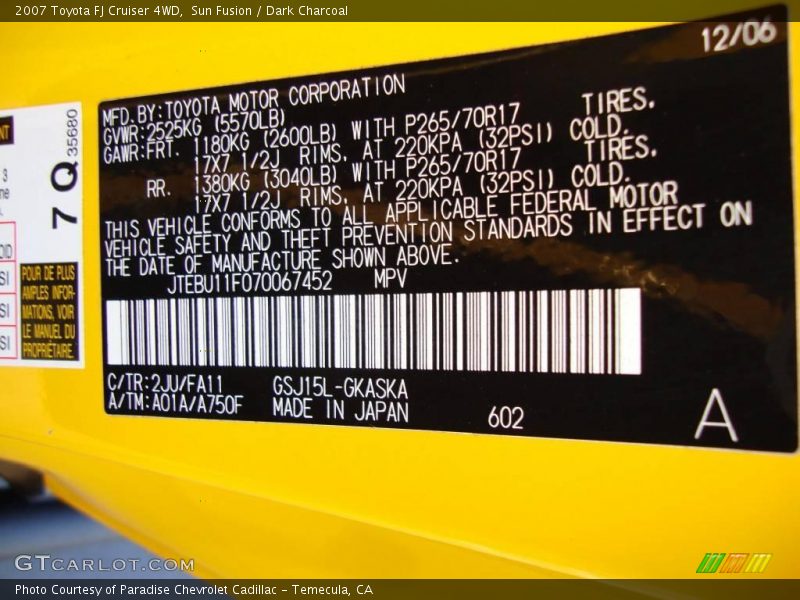 2007 Toyota FJ Cruiser 4WD, Sun Fusion / Dark Charcoal
12/06
MFD.BY:TOYOTA MOTOR CORPORATION
GVWR:2525KG (5570LB)
GAWR:FRT. 1180KG (2600LB) WITH P265/70R17 TIRES.
17X7 1/2J RIMS, AT 220KPA (32PSI) COLD.
RR. 1380KG (3040LB) WITH P265/70R17 TIRES.
17X7 1/2J RIMS, AT 220KPA (32PSI) COLD.
THIS VEHICLE CONFORMS TO ALL APPLICABLE FEDERAL MOTOR
VEHICLE SAFETY AND THEFT PREVENTION STANDARDS IN EFFECT ON
THE DATE OF MANUFACTURE SHOWN ABOVE.
JTEBU11F070067452 MPV
C/TR:2JU/FA11 GSJ15L-GKASKA
A/TM:A01A/A750F MADE IN JAPAN 602
A
7 Q 35680
3
SI
SI
SI
POUR DE PLUS
AMPLES INFOR-
MATIONS, VOIR
LE MANUEL DU
PROPRIÉTAIRE.
GTCARLOT.COM
Photo Courtesy of Paradise Chevrolet Cadillac - Temecula, CA